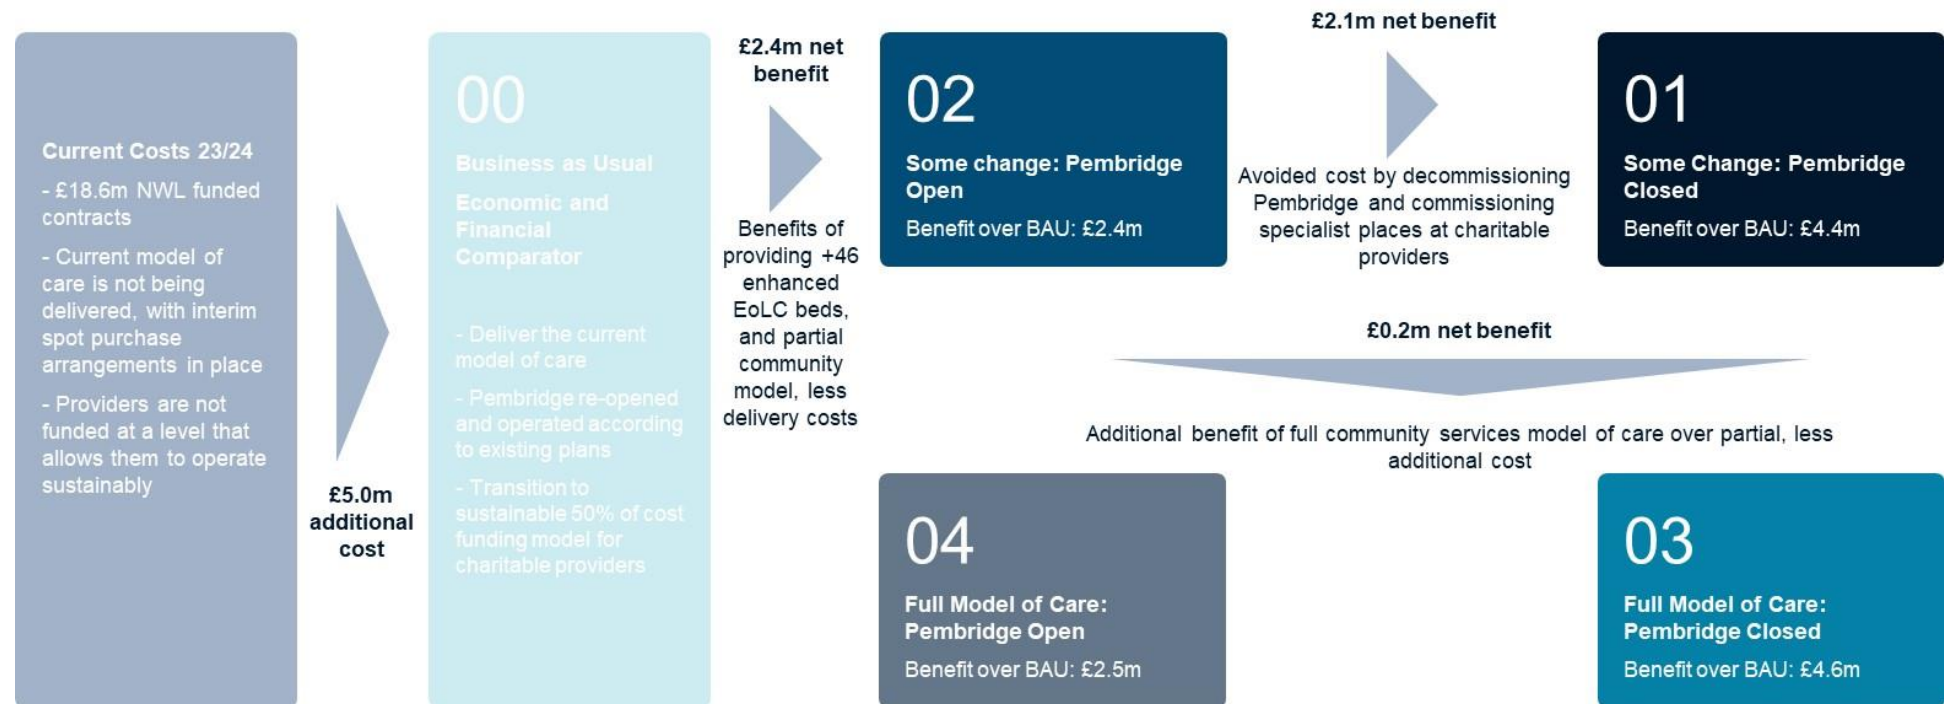 Current Costs 23/24
- £18.6m NWL funded
contracts
- Current model of
care is not being
delivered, with interim
spot purchase
arrangements in place
- Providers are not
funded at a level that
allows them to operate
sustainably
£5.0m
additional
cost
00
Business as Usual
Economic and
Financial
Comparator
- Deliver the current
model of care
- Pembridge re-opened
and operated according
to existing plans
- Transition to
sustainable 50% of cost
funding model for
charitable providers
£2.4m net
benefit
Benefits of
providing +46
enhanced
EoLC beds,
and partial
community
model, less
delivery costs
02
Some change: Pembridge
Open
Benefit over BAU: £2.4m
£2.1m net benefit
Avoided cost by decommissioning
Pembridge and commissioning
specialist places at charitable
providers
01
Some Change: Pembridge
Closed
Benefit over BAU: £4.4m
£0.2m net benefit
Additional benefit of full community services model of care over partial, less
additional cost
04
Full Model of Care:
Pembridge Open
Benefit over BAU: £2.5m
03
Full Model of Care:
Pembridge Closed
Benefit over BAU: £4.6m